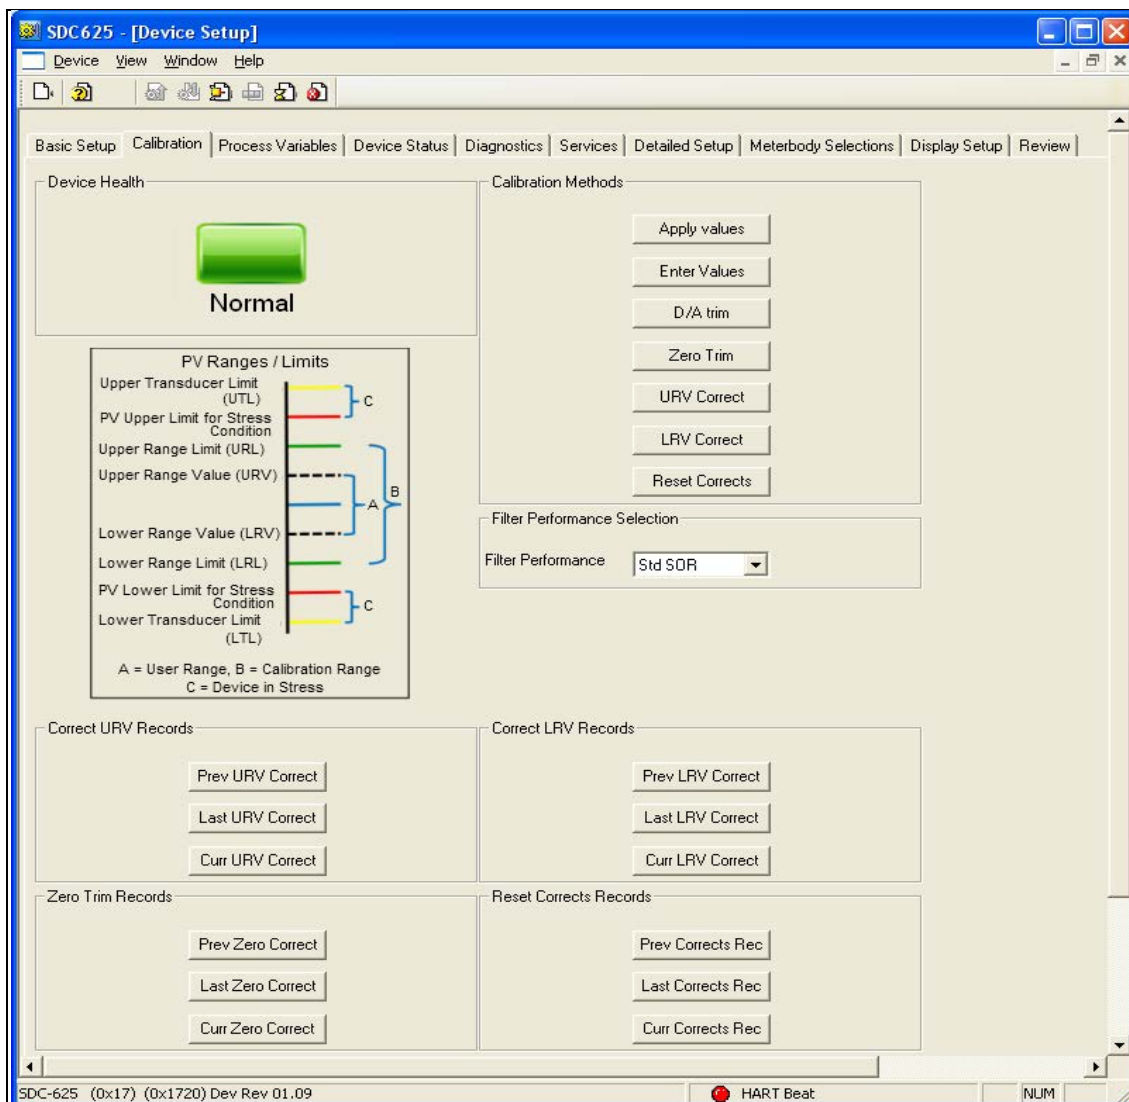 SDC625 - [Device Setup]
Device View Window Help
Basic Setup Calibration Process Variables Device Status Diagnostics Services Detailed Setup Meterbody Selections Display Setup Review
Device Health
Normal
PV Ranges / Limits
Upper Transducer Limit
(UTL)
C
PV Upper Limit for Stress
Condition
Upper Range Limit (URL)
Upper Range Value (URV)
B
A
Lower Range Value (LRV)
Lower Range Limit (LRL)
PV Lower Limit for Stress
Condition
C
Lower Transducer Limit
(LTL)
A = User Range, B = Calibration Range
C = Device in Stress
Calibration Methods
Apply values
Enter Values
D/A trim
Zero Trim
URV Correct
LRV Correct
Reset Corrects
Filter Performance Selection
Filter Performance Std SOR
Correct URV Records
Prev URV Correct
Last URV Correct
Curr URV Correct
Correct LRV Records
Prev LRV Correct
Last LRV Correct
Curr LRV Correct
Zero Trim Records
Prev Zero Correct
Last Zero Correct
Curr Zero Correct
Reset Corrects Records
Prev Corrects Rec
Last Corrects Rec
Curr Corrects Rec
SDC-625 (0x17) (0x1720) Dev Rev 01.09 HART Beat NUM